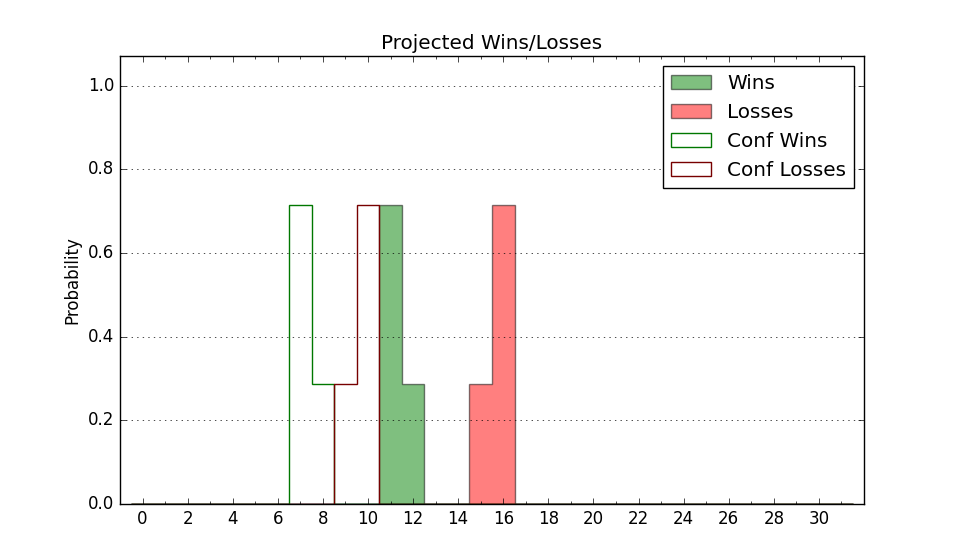 Projected Wins/Losses
Wins
Losses
Conf Wins
Conf Losses
Probability
1.0
0.8
0.6
0.4
0.2
0.0
0 2 4 6 8 10 12 14 16 18 20 22 24 26 28 30